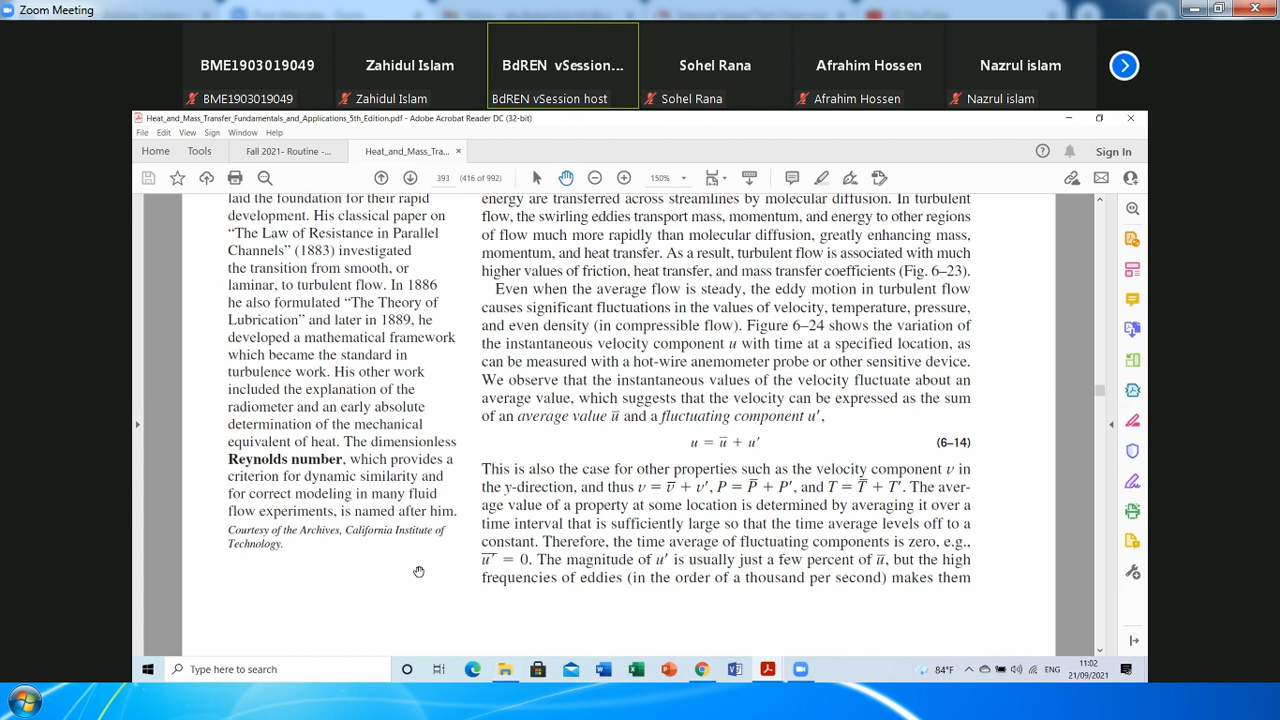 Zoom Meeting
BME1903019049
Zahidul Islam
BdREN vSession...
Sohel Rana
Afrahim Hossen
Nazrul islam
BME1903019049
Zahidul Islam
BdREN vSession host
Sohel Rana
Afrahim Hossen
Nazrul islam
Heat_and_Mass_Transfer_Fundamentals_and_Applications_5th_Edition.pdf - Adobe Acrobat Reader DC (32-bit)
File Edit View Sign Window Help
Home Tools Fall 2021- Routine -... Heat_and_Mass_Tra... × Sign In
393 (416 of 992) 150%
laid the foundation for their rapid
development. His classical paper on
“The Law of Resistance in Parallel
Channels” (1883) investigated
the transition from smooth, or
laminar, to turbulent flow. In 1886
he also formulated “The Theory of
Lubrication” and later in 1889, he
developed a mathematical framework
which became the standard in
turbulence work. His other work
included the explanation of the
radiometer and an early absolute
determination of the mechanical
equivalent of heat. The dimensionless
Reynolds number, which provides a
criterion for dynamic similarity and
for correct modeling in many fluid
flow experiments, is named after him.
Courtesy of the Archives, California Institute of
Technology.
energy are transferred across streamlines by molecular diffusion. In turbulent
flow, the swirling eddies transport mass, momentum, and energy to other regions
of flow much more rapidly than molecular diffusion, greatly enhancing mass,
momentum, and heat transfer. As a result, turbulent flow is associated with much
higher values of friction, heat transfer, and mass transfer coefficients (Fig. 6–23).
Even when the average flow is steady, the eddy motion in turbulent flow
causes significant fluctuations in the values of velocity, temperature, pressure,
and even density (in compressible flow). Figure 6–24 shows the variation of
the instantaneous velocity component u with time at a specified location, as
can be measured with a hot-wire anemometer probe or other sensitive device.
We observe that the instantaneous values of the velocity fluctuate about an
average value, which suggests that the velocity can be expressed as the sum
of an average value u̅ and a fluctuating component u′,
u = u̅ + u′ (6–14)
This is also the case for other properties such as the velocity component v in
the y-direction, and thus v = v̅ + v′, P = P̅ + P′, and T = T̅ + T′. The aver-
age value of a property at some location is determined by averaging it over a
time interval that is sufficiently large so that the time average levels off to a
constant. Therefore, the time average of fluctuating components is zero, e.g.,
u̅′̅ = 0. The magnitude of u′ is usually just a few percent of u̅, but the high
frequencies of eddies (in the order of a thousand per second) makes them
Type here to search
84°F ENG 11:02
21/09/2021